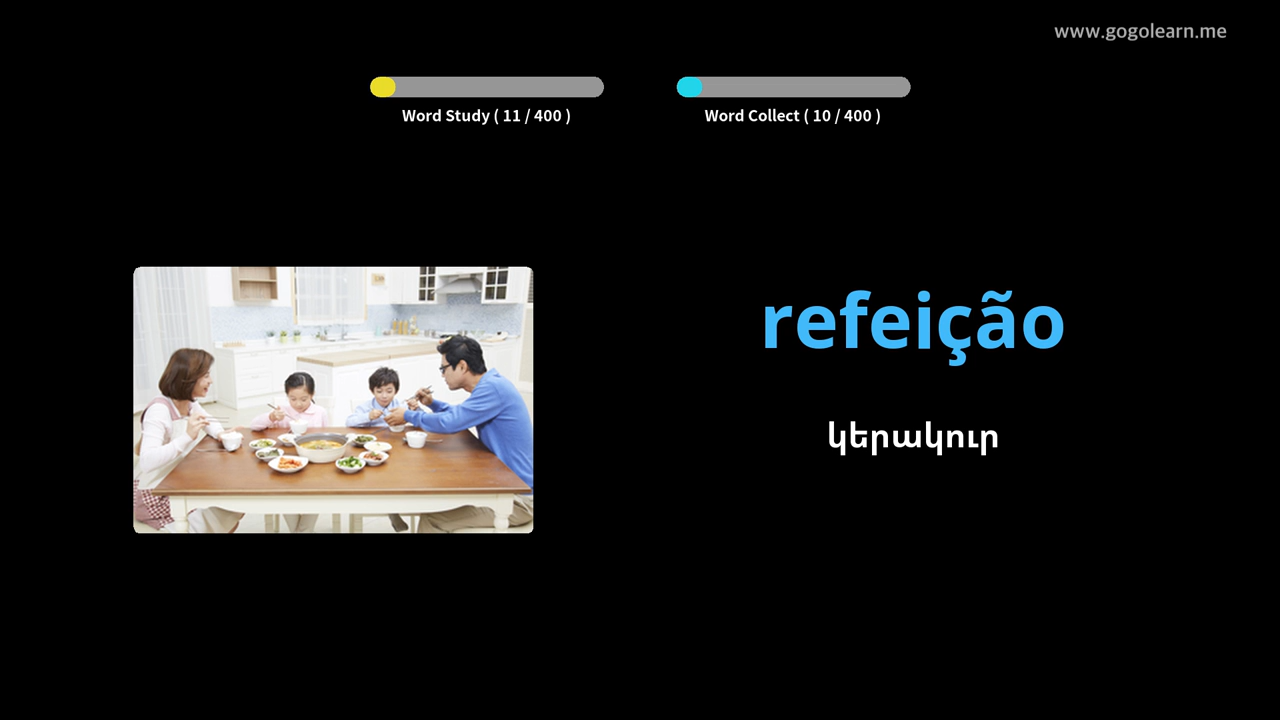 www.gogolearn.me
Word Study ( 11 / 400 )
Word Collect ( 10 / 400 )
refeição
կերակուր